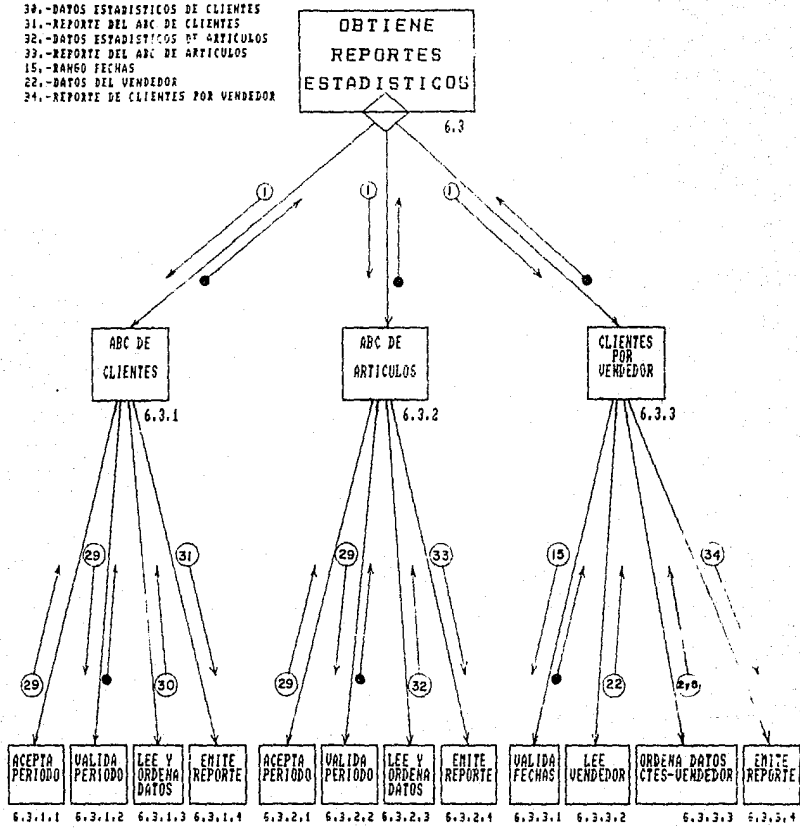 30.-DATOS ESTADISTICOS DE CLIENTES
31.-REPORTE DEL ABC DE CLIENTES
32.-DATOS ESTADISTICOS DE ARTICULOS
33.-REPORTE DEL ABC DE ARTICULOS
15.-RANGO FECHAS
22.-DATOS DEL VENDEDOR
34.-REPORTE DE CLIENTES POR VENDEDOR
OBTIENE
REPORTES
ESTADISTICOS
6.3
1 1 1
ABC DE
CLIENTES
6.3.1
ABC DE
ARTICULOS
6.3.2
CLIENTES
POR
VENDEDOR
6.3.3
29 31 29 33 15 34
29 30 29 32 22
ACEPTA
PERIODO
6.3.1.1
VALIDA
PERIODO
6.3.1.2
LEE Y
ORDENA
DATOS
6.3.1.3
EMITE
REPORTE
6.3.1.4
ACEPTA
PERIODO
6.3.2.1
VALIDA
PERIODO
6.3.2.2
LEE Y
ORDENA
DATOS
6.3.2.3
EMITE
REPORTE
6.3.2.4
VALIDA
FECHAS
6.3.3.1
LEE
VENDEDOR
6.3.3.2
ORDENA DATOS
CTES-VENDEDOR
6.3.3.3
EMITE
REPORTE
6.3.3.4